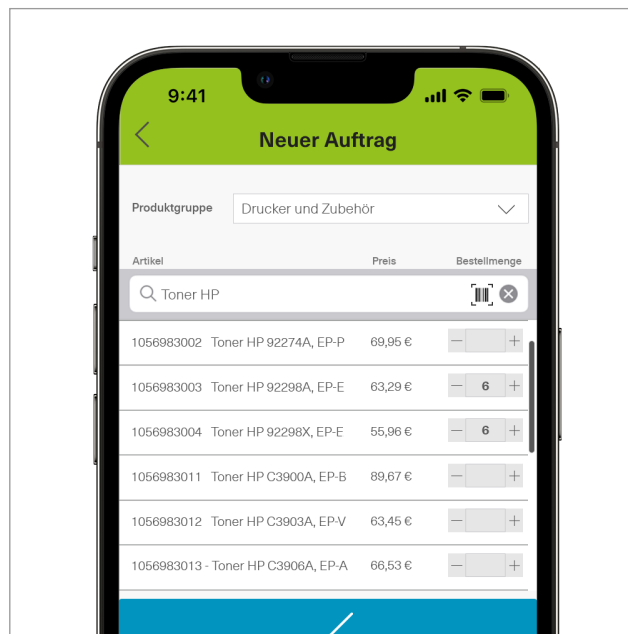 9:41
Neuer Auftrag
Produktgruppe Drucker und Zubehör
Artikel Preis Bestellmenge
Toner HP
1056983002 Toner HP 92274A, EP-P 69,95 € − +
1056983003 Toner HP 92298A, EP-E 63,29 € − 6 +
1056983004 Toner HP 92298X, EP-E 55,96 € − 6 +
1056983011 Toner HP C3900A, EP-B 89,67 € − +
1056983012 Toner HP C3903A, EP-V 63,45 € − +
1056983013 - Toner HP C3906A, EP-A 66,53 € − +